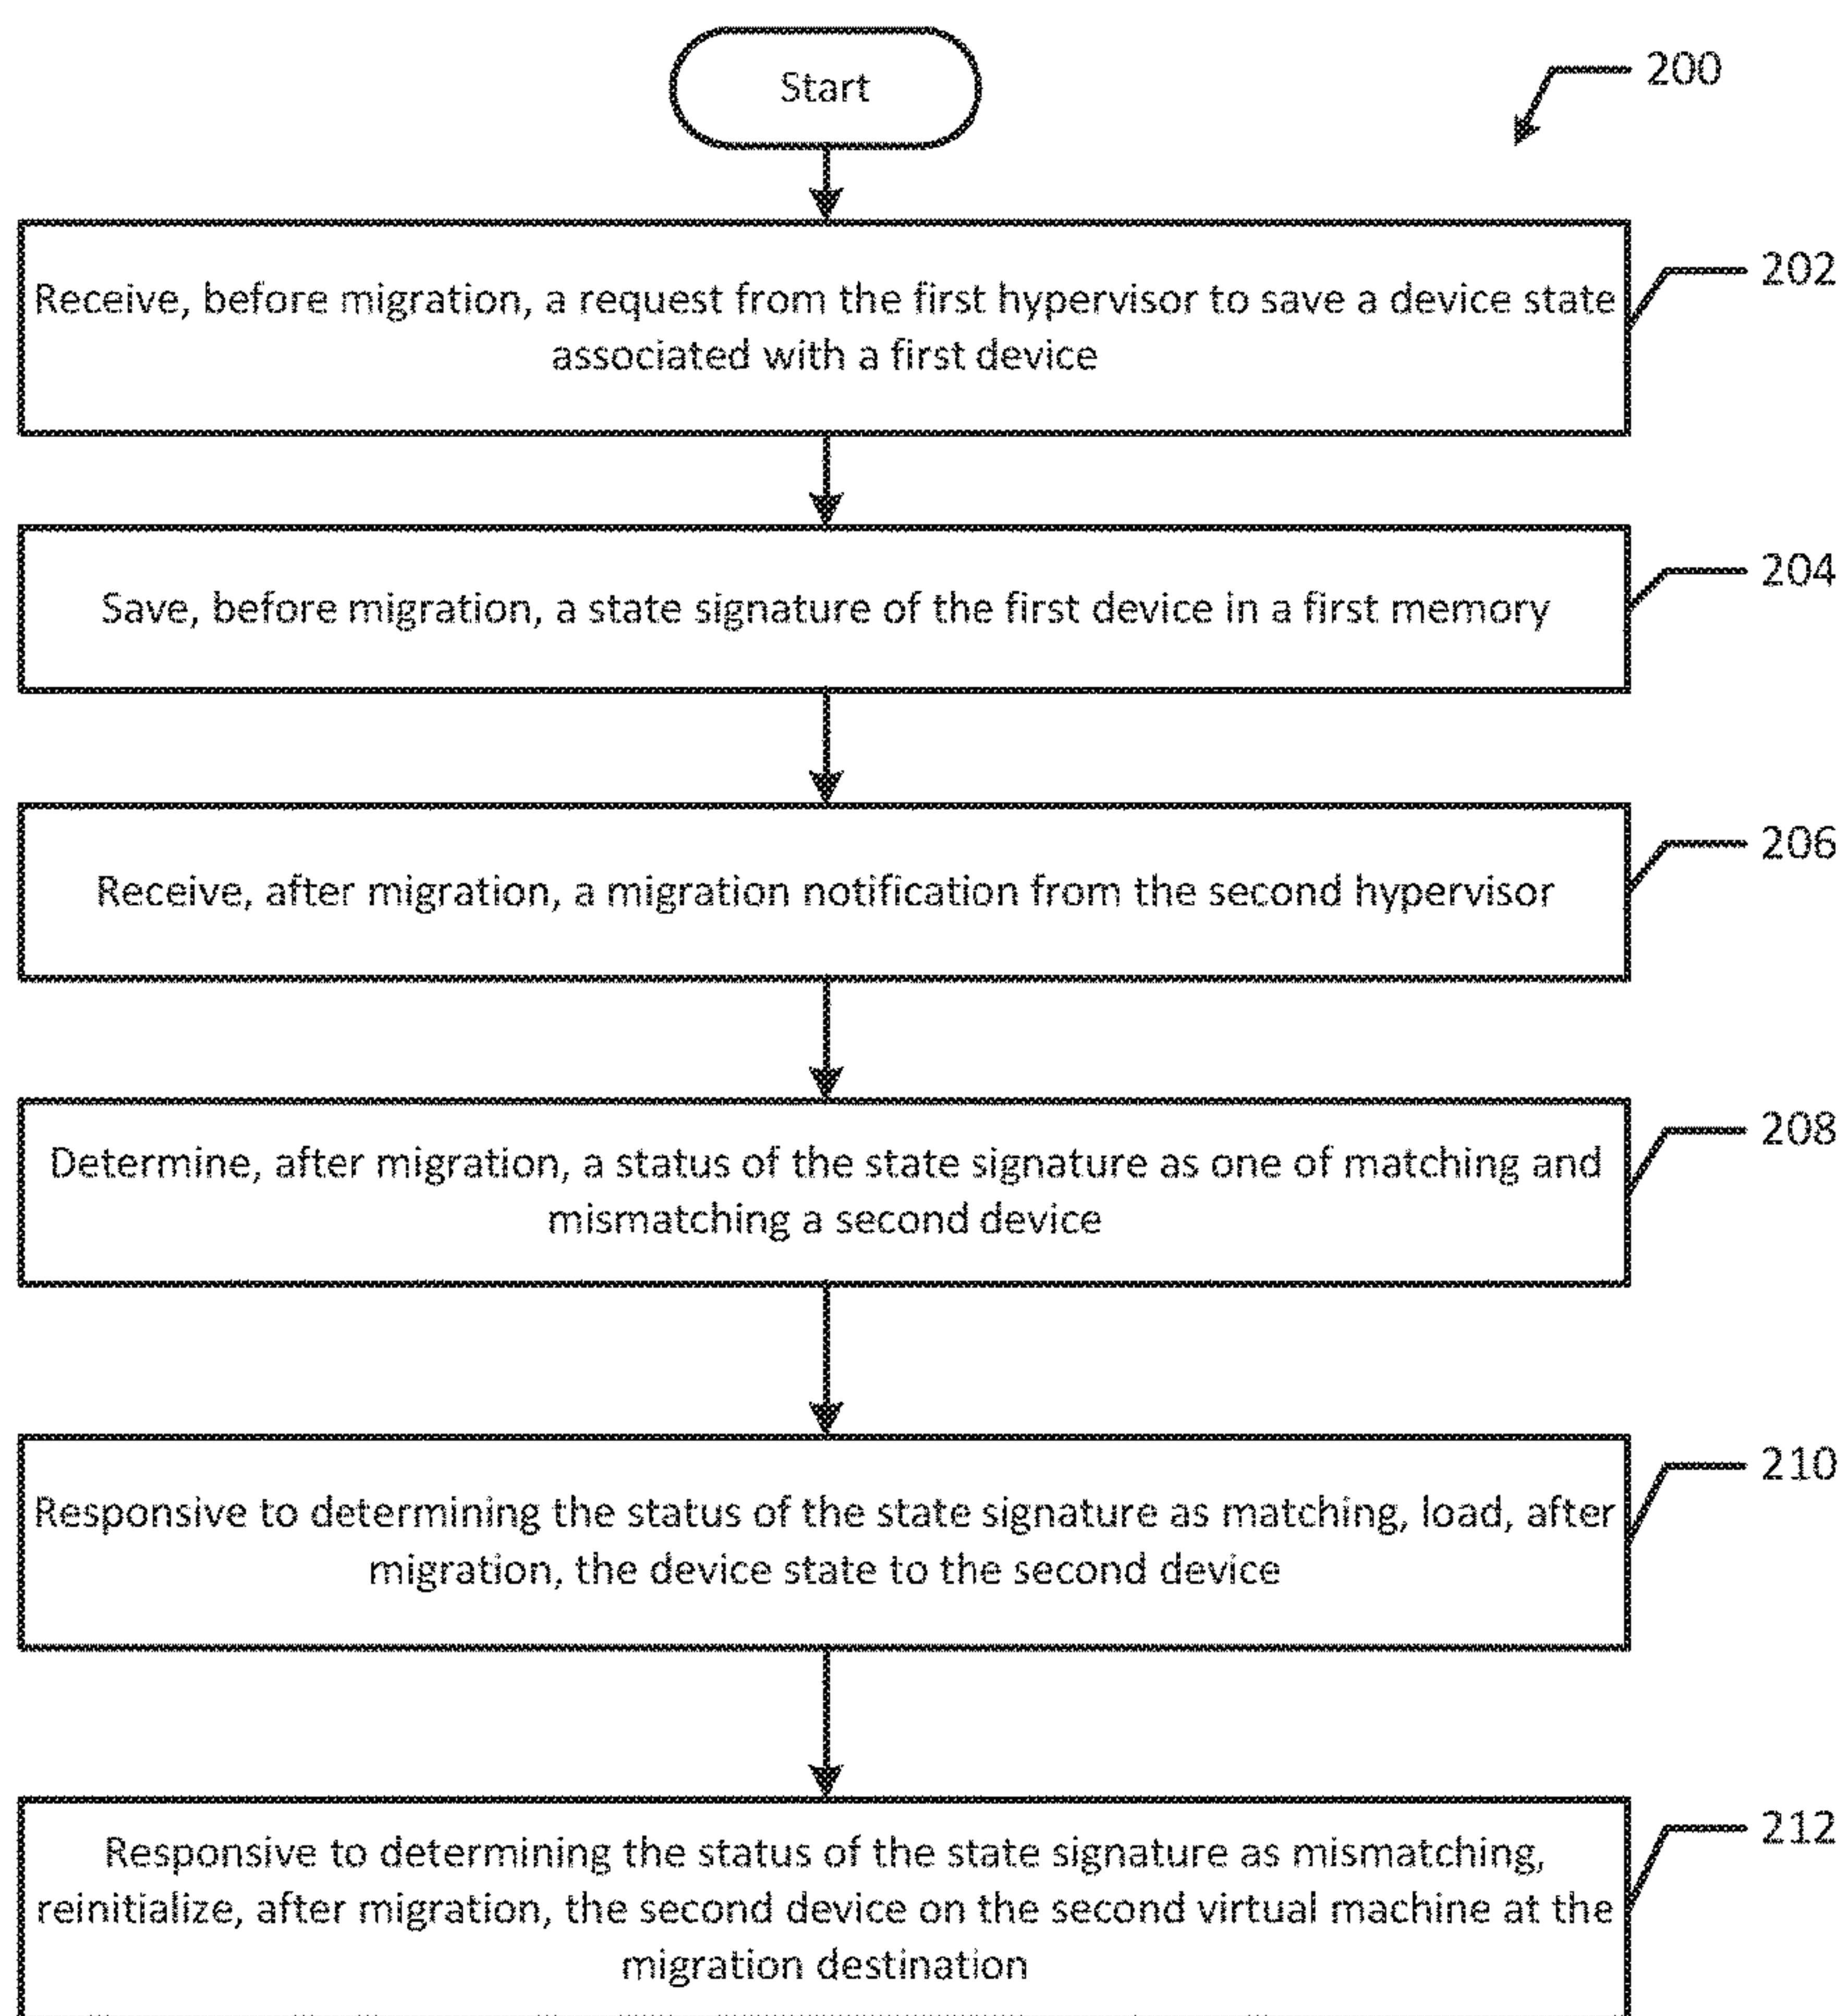 Start
200
Receive, before migration, a request from the first hypervisor to save a device state
associated with a first device
202
Save, before migration, a state signature of the first device in a first memory
204
Receive, after migration, a migration notification from the second hypervisor
206
Determine, after migration, a status of the state signature as one of matching and
mismatching a second device
208
Responsive to determining the status of the state signature as matching, load, after
migration, the device state to the second device
210
Responsive to determining the status of the state signature as mismatching,
reinitialize, after migration, the second device on the second virtual machine at the
migration destination
212